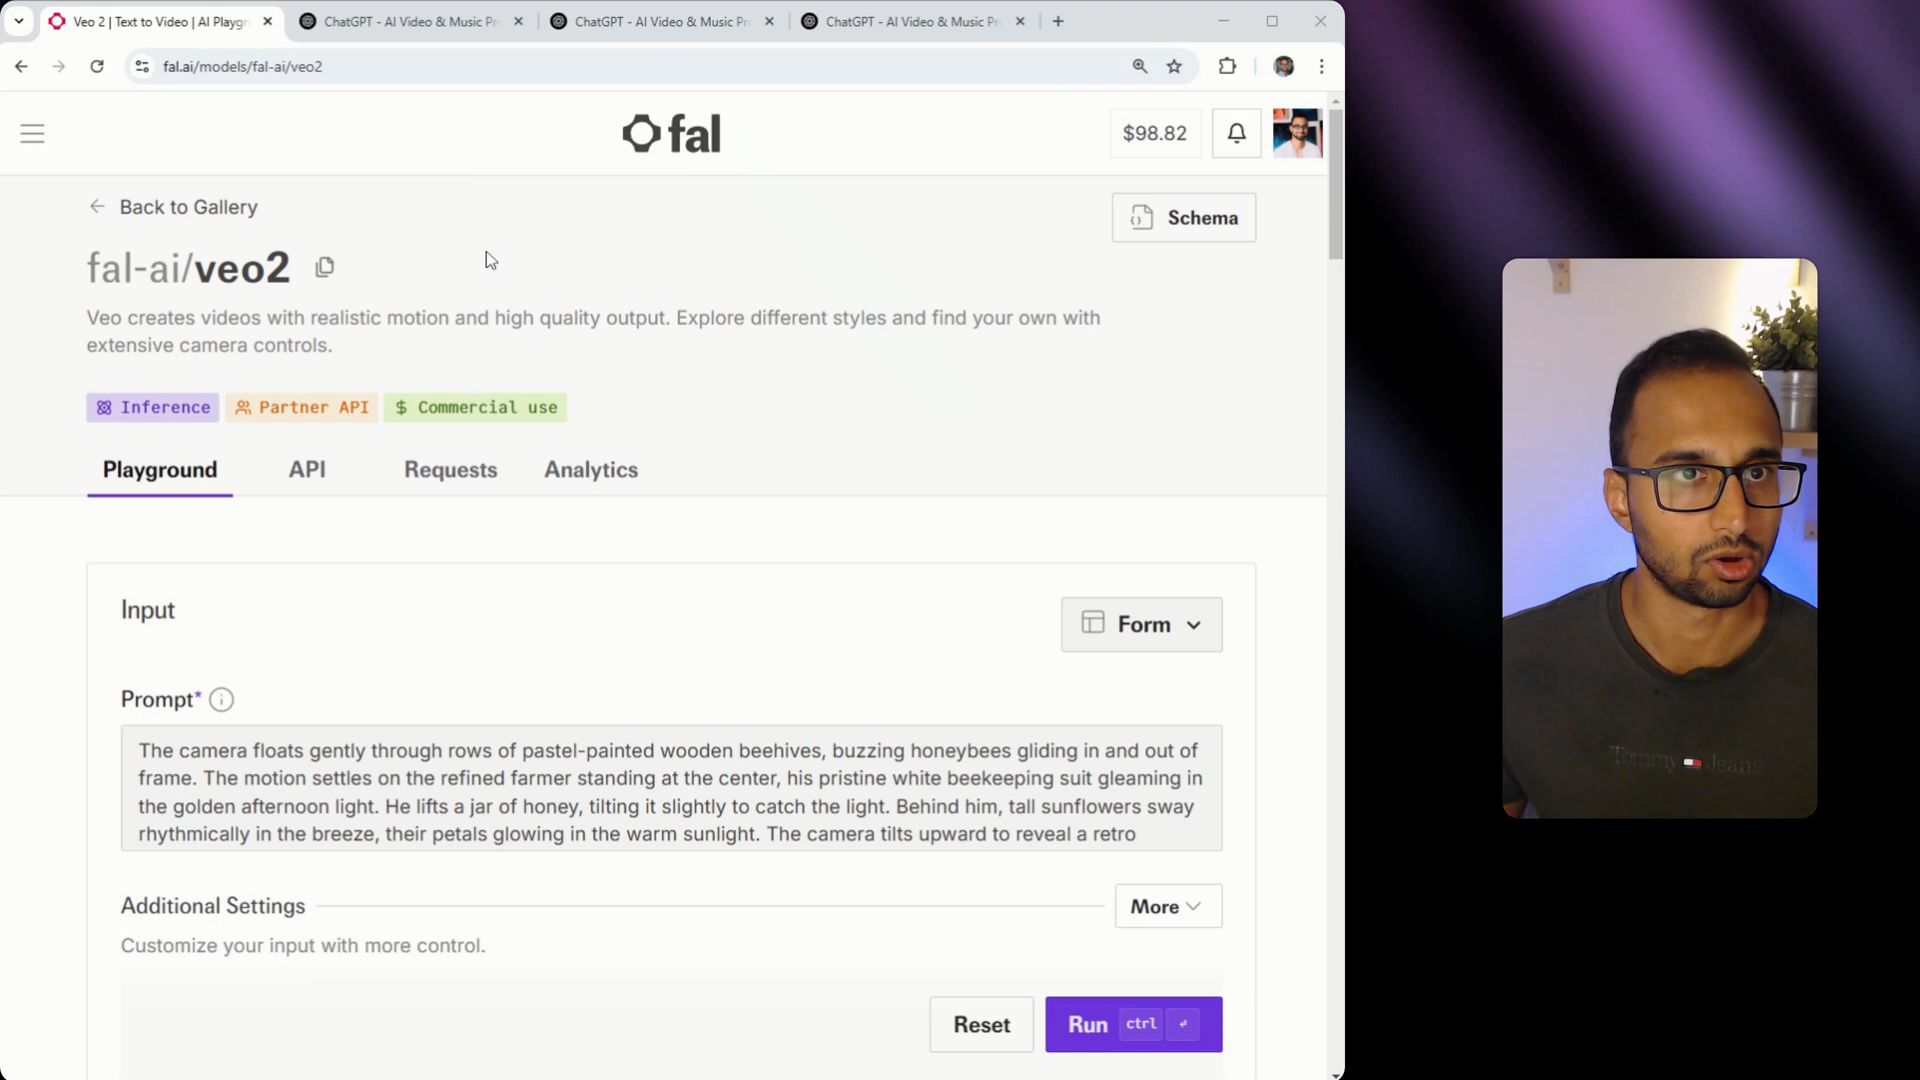 Veo 2 | Text to Video | AI Playgr
ChatGPT - AI Video & Music Pr
ChatGPT - AI Video & Music Pr
ChatGPT - AI Video & Music Pr
fal.ai/models/fal-ai/veo2
fal
$98.82
Back to Gallery
Schema
fal-ai/veo2
Veo creates videos with realistic motion and high quality output. Explore different styles and find your own with
extensive camera controls.
Inference
Partner API
$ Commercial use
Playground
API
Requests
Analytics
Input
Form
Prompt*
The camera floats gently through rows of pastel-painted wooden beehives, buzzing honeybees gliding in and out of
frame. The motion settles on the refined farmer standing at the center, his pristine white beekeeping suit gleaming in
the golden afternoon light. He lifts a jar of honey, tilting it slightly to catch the light. Behind him, tall sunflowers sway
rhythmically in the breeze, their petals glowing in the warm sunlight. The camera tilts upward to reveal a retro
Additional Settings
More
Customize your input with more control.
Reset
Run ctrl
Tommy Jeans